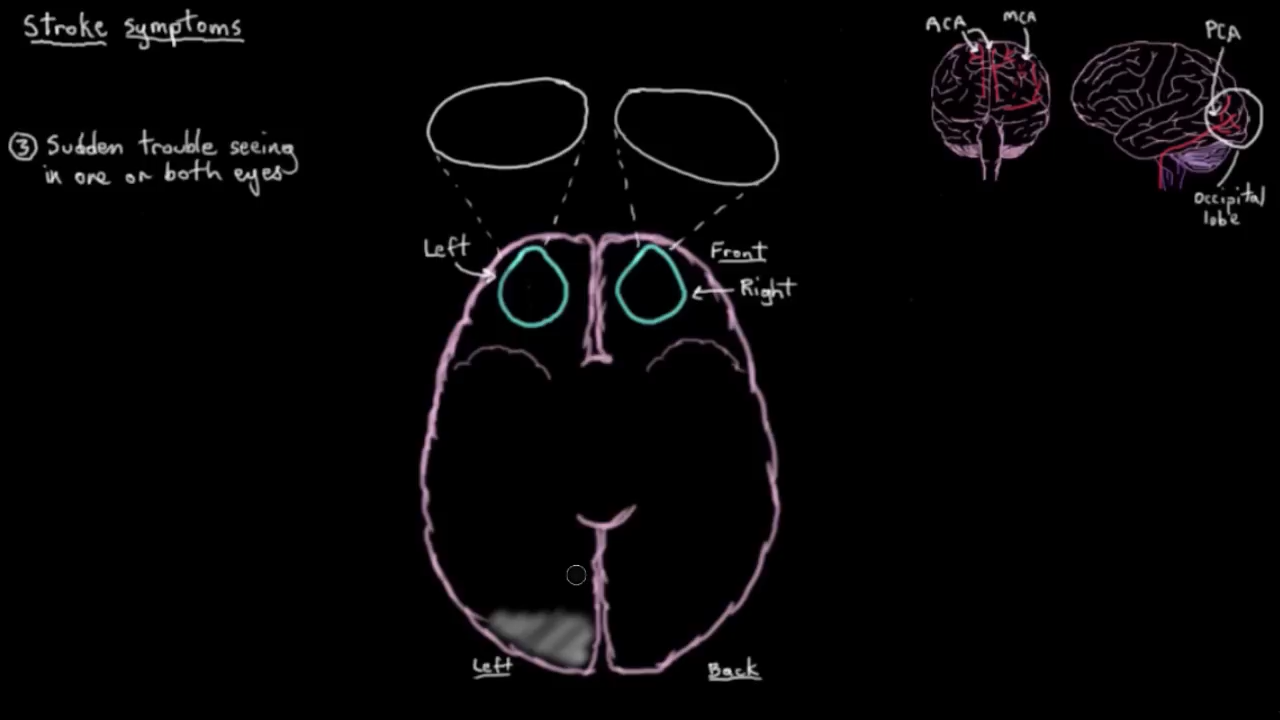 Stroke symptoms
ACA
MCA
PCA
③ Sudden trouble seeing
in one or both eyes
Occipital
lobe
Left
Front
Right
Left
Back